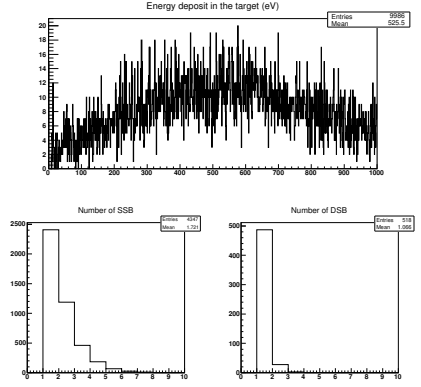 Energy deposit in the target (eV)
Entries 9986
Mean 525.5
20
18
16
14
12
10
8
6
4
2
0
0 100 200 300 400 500 600 700 800 900 1000
Number of SSB
Entries 4347
Mean 1.721
2500
2000
1500
1000
500
0
0 1 2 3 4 5 6 7 8 9 10
Number of DSB
Entries 518
Mean 1.066
500
400
300
200
100
0
0 1 2 3 4 5 6 7 8 9 10